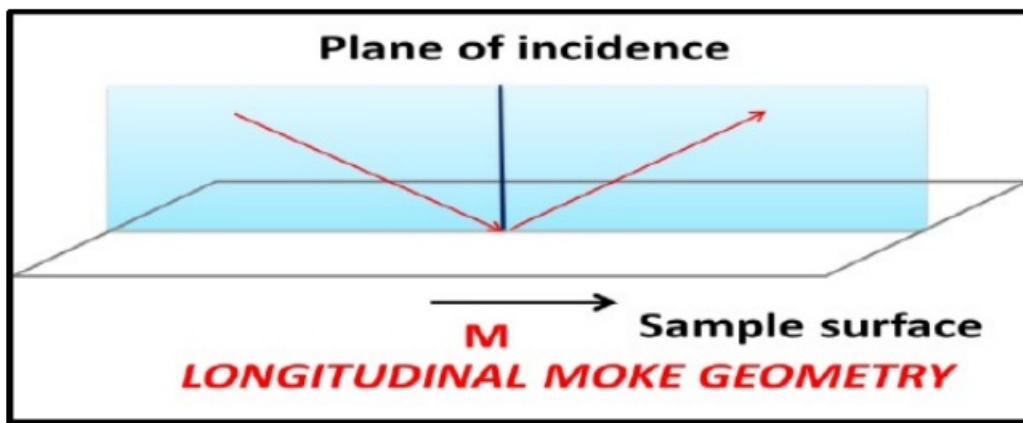 Plane of incidence
M
Sample surface
LONGITUDINAL MOKE GEOMETRY